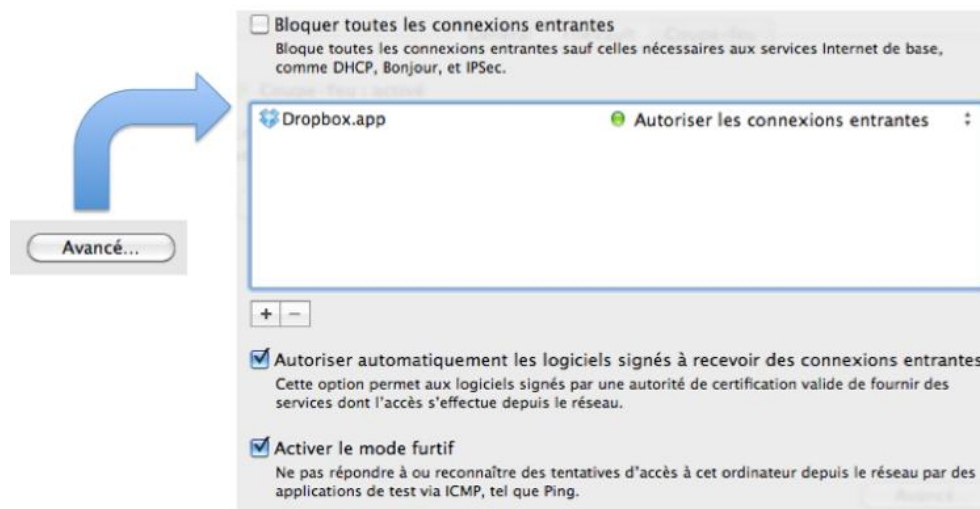 Bloquer toutes les connexions entrantes
Bloque toutes les connexions entrantes sauf celles nécessaires aux services Internet de base,
comme DHCP, Bonjour, et IPSec.
Coupe-feu : activé
Dropbox.app Autoriser les connexions entrantes
Avancé...
+ −
Autoriser automatiquement les logiciels signés à recevoir des connexions entrantes
Cette option permet aux logiciels signés par une autorité de certification valide de fournir des
services dont l'accès s'effectue depuis le réseau.
Activer le mode furtif
Ne pas répondre à ou reconnaître des tentatives d'accès à cet ordinateur depuis le réseau par des
applications de test via ICMP, tel que Ping.
Avancé